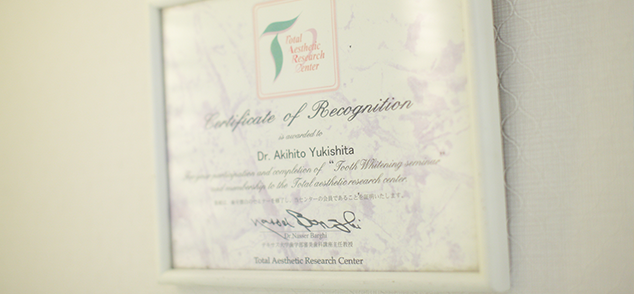 Total
Aesthetic
Research
Center
Certificate of Recognition
is awarded to
Dr. Akihito Yukishita
For your participation and completion of "Tooth Whitening seminar"
and membership to the Total aesthetic research center.
Dr. Nasser Barghi
Total Aesthetic Research Center